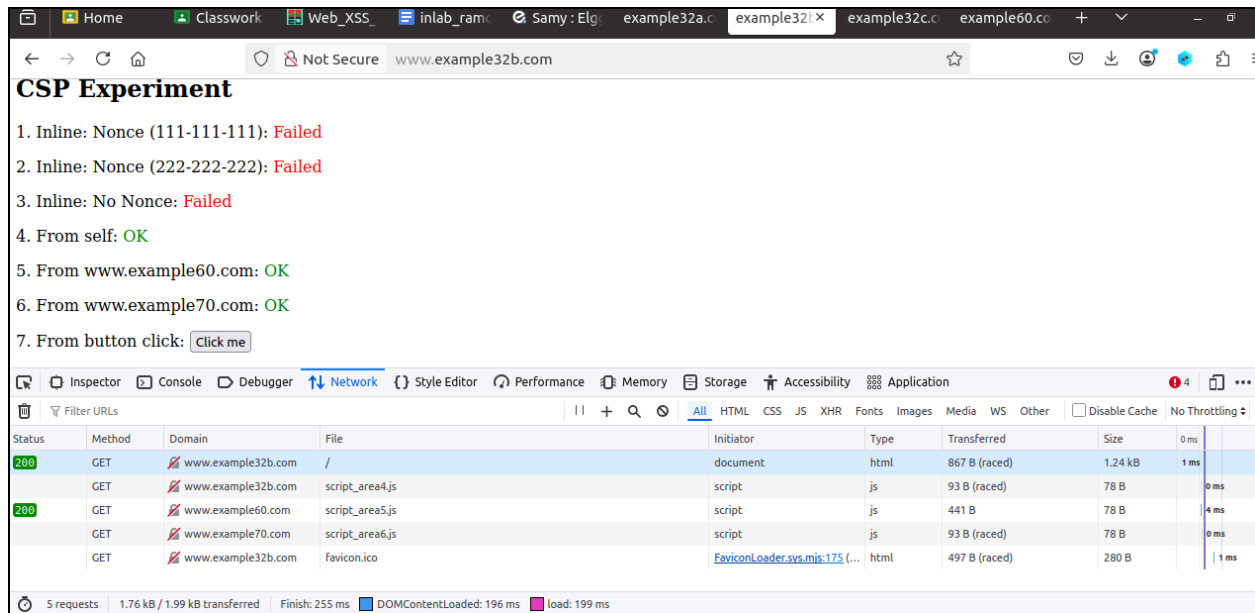 Home Classwork Web_XSS_ inlab_ramo Samy : Elgg example32a.c example32b × example32c.c example60.co + 
Not Secure www.example32b.com
CSP Experiment
1. Inline: Nonce (111-111-111): Failed
2. Inline: Nonce (222-222-222): Failed
3. Inline: No Nonce: Failed
4. From self: OK
5. From www.example60.com: OK
6. From www.example70.com: OK
7. From button click: Click me
Inspector Console Debugger Network {} Style Editor Performance Memory Storage Accessibility Application 4
Filter URLs All HTML CSS JS XHR Fonts Images Media WS Other Disable Cache No Throttling
Status Method Domain File Initiator Type Transferred Size 0 ms
200 GET www.example32b.com / document html 867 B (raced) 1.24 kB 1 ms
GET www.example32b.com script_area4.js script js 93 B (raced) 78 B 0 ms
200 GET www.example60.com script_area5.js script js 441 B 78 B 4 ms
GET www.example70.com script_area6.js script js 93 B (raced) 78 B 0 ms
GET www.example32b.com favicon.ico FaviconLoader.sys.mjs:175 (... html 497 B (raced) 280 B 1 ms
5 requests 1.76 kB / 1.99 kB transferred Finish: 255 ms DOMContentLoaded: 196 ms load: 199 ms